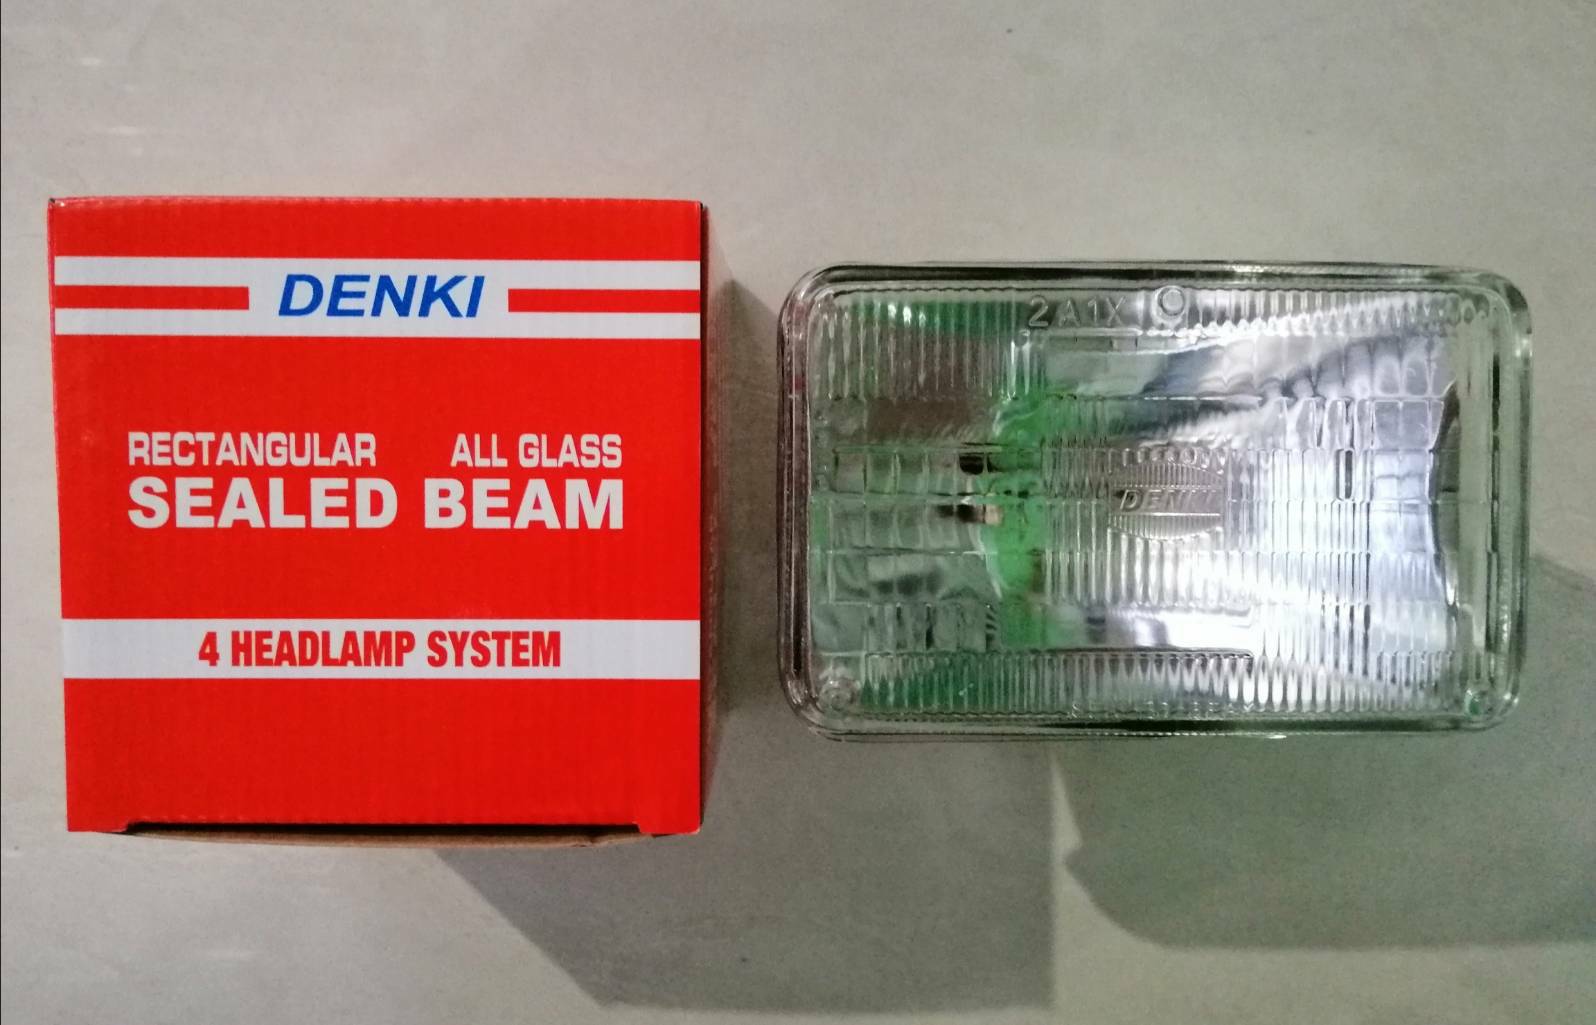 DENKI
RECTANGULAR ALL GLASS
SEALED BEAM
4 HEADLAMP SYSTEM
2A1X
DENKI